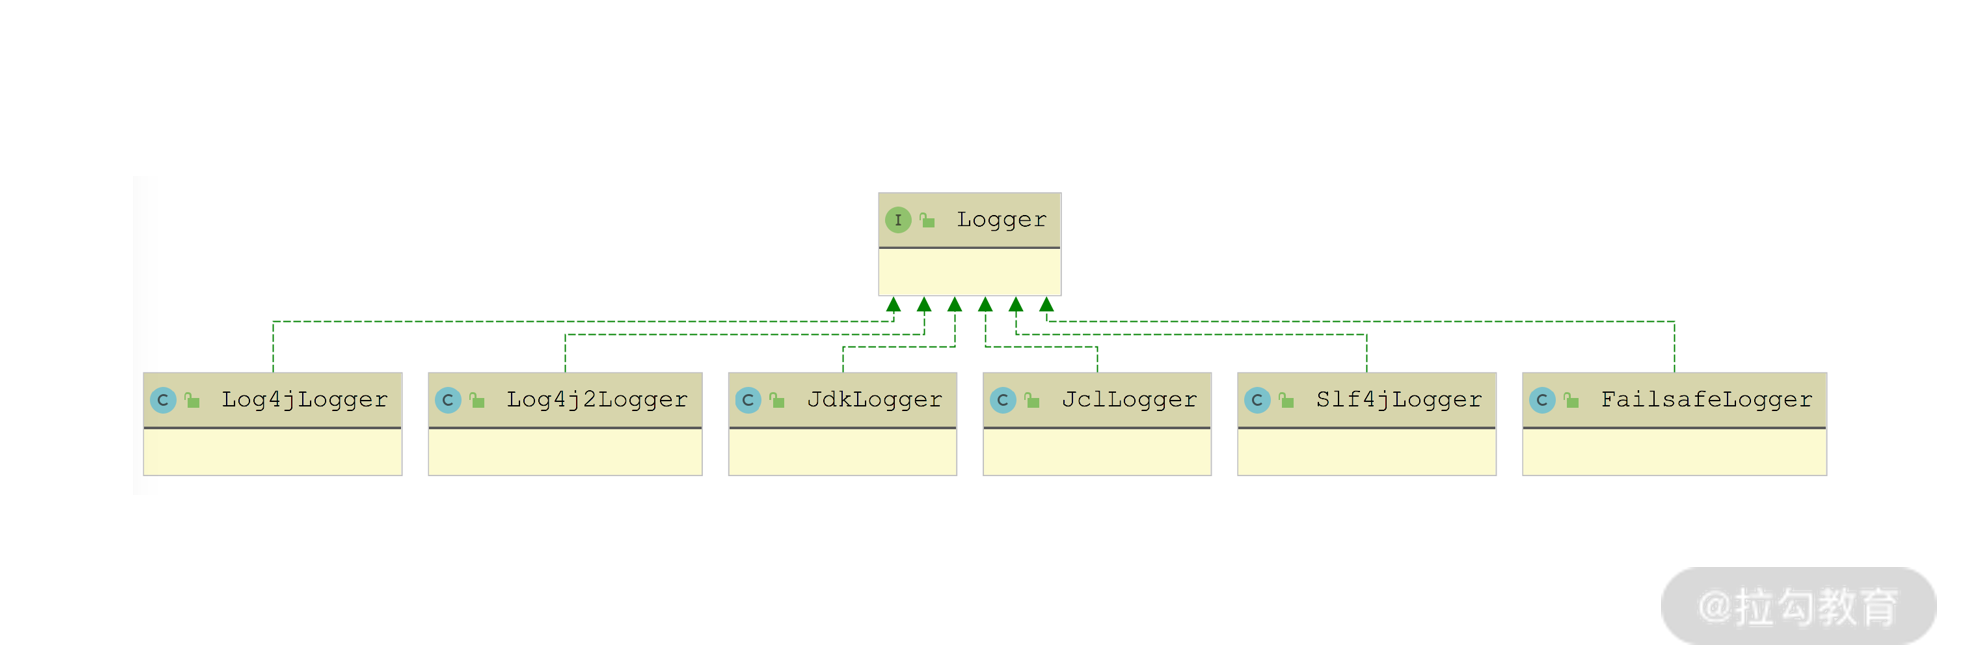 I Logger
C Log4jLogger
C Log4j2Logger
C JdkLogger
C JclLogger
C Slf4jLogger
C FailsafeLogger
@拉勾教育